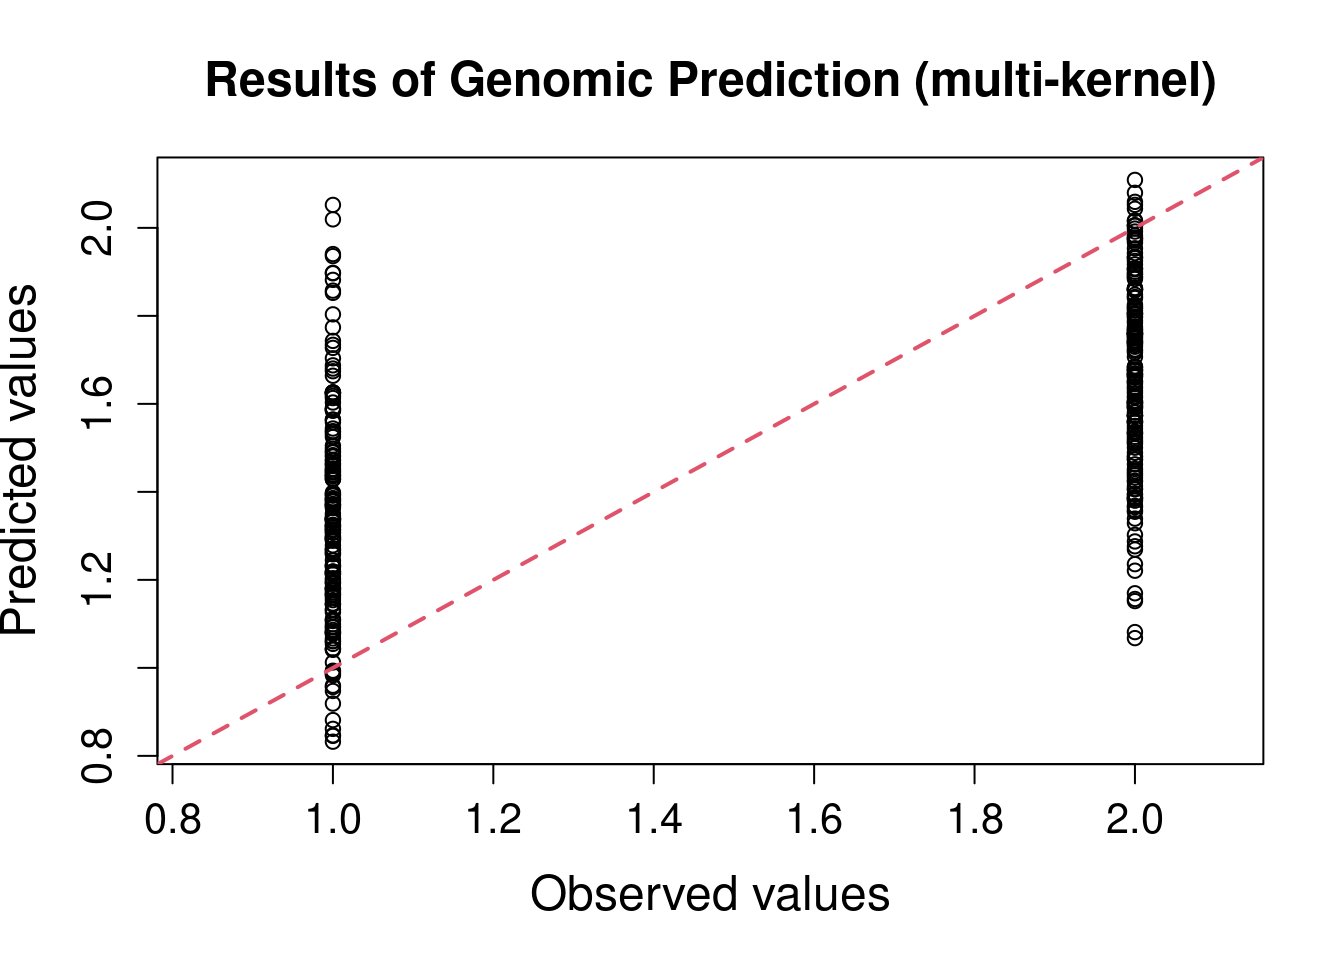 Results of Genomic Prediction (multi-kernel)
Predicted values
2.0
1.6
1.2
0.8
0.8 1.0 1.2 1.4 1.6 1.8 2.0
Observed values